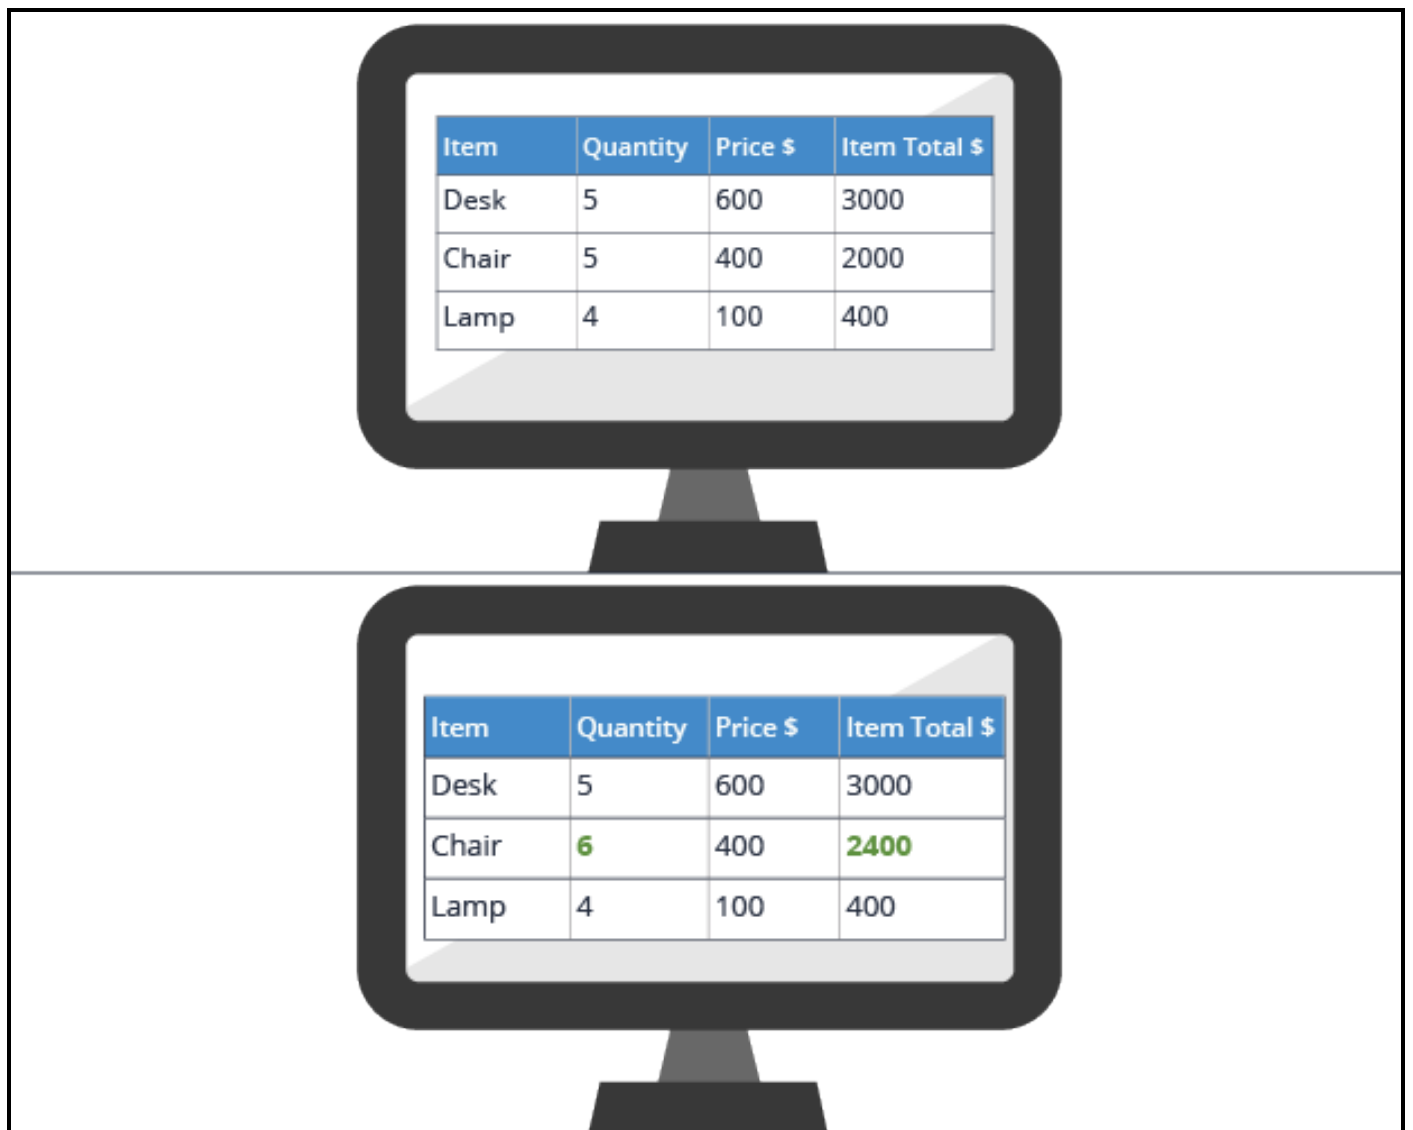 Item Quantity Price $ Item Total $
Desk 5 600 3000
Chair 5 400 2000
Lamp 4 100 400
Item Quantity Price $ Item Total $
Desk 5 600 3000
Chair 6 400 2400
Lamp 4 100 400